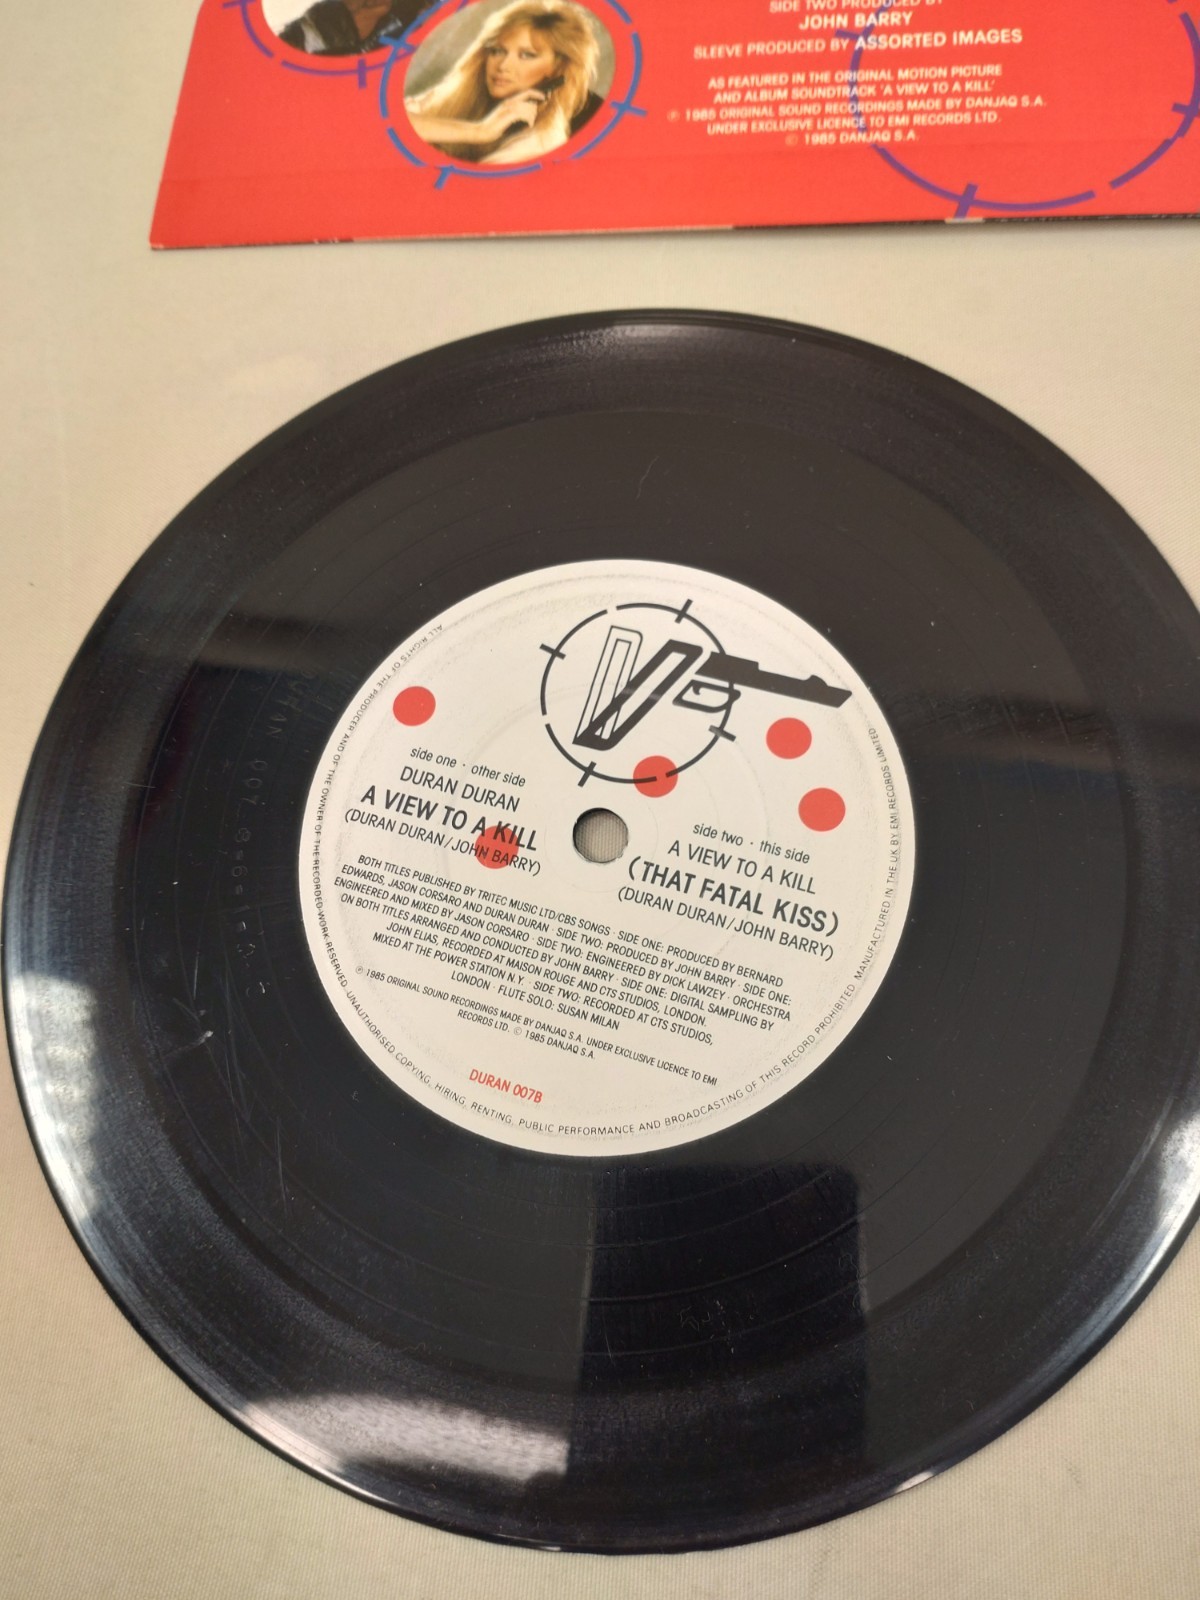 SIDE TWO PRODUCED BY
JOHN BARRY
SLEEVE PRODUCED BY ASSORTED IMAGES
AS FEATURED IN THE ORIGINAL MOTION PICTURE
AND ALBUM SOUNDTRACK 'A VIEW TO A KILL'
℗ 1985 ORIGINAL SOUND RECORDINGS MADE BY DANJAQ S.A.
UNDER EXCLUSIVE LICENCE TO EMI RECORDS LTD.
© 1985 DANJAQ S.A.
side one · other side
DURAN DURAN
A VIEW TO A KILL
(DURAN DURAN/JOHN BARRY)
side two · this side
A VIEW TO A KILL
(THAT FATAL KISS)
(DURAN DURAN/JOHN BARRY)
BOTH TITLES PUBLISHED BY TRITEC MUSIC LTD/CBS SONGS · SIDE ONE: PRODUCED BY BERNARD
EDWARDS, JASON CORSARO AND DURAN DURAN · SIDE TWO: PRODUCED BY JOHN BARRY · SIDE ONE:
ENGINEERED AND MIXED BY JASON CORSARO · SIDE TWO: ENGINEERED BY DICK LAWZEY · ORCHESTRA
ON BOTH TITLES ARRANGED AND CONDUCTED BY JOHN BARRY · SIDE ONE: DIGITAL SAMPLING BY
JOHN ELIAS, RECORDED AT MAISON ROUGE AND CTS STUDIOS, LONDON.
MIXED AT THE POWER STATION N.Y. · SIDE TWO: RECORDED AT CTS STUDIOS,
LONDON · FLUTE SOLO: SUSAN MILAN
℗ 1985 ORIGINAL SOUND RECORDINGS MADE BY DANJAQ S.A. UNDER EXCLUSIVE LICENCE TO EMI
RECORDS LTD. © 1985 DANJAQ S.A.
DURAN 007B
ALL RIGHTS OF THE PRODUCER AND OF THE OWNER OF THE RECORDED WORK RESERVED. UNAUTHORISED COPYING, HIRING, RENTING, PUBLIC PERFORMANCE AND BROADCASTING OF THIS RECORD PROHIBITED. MANUFACTURED IN THE UK BY EMI RECORDS LIMITED